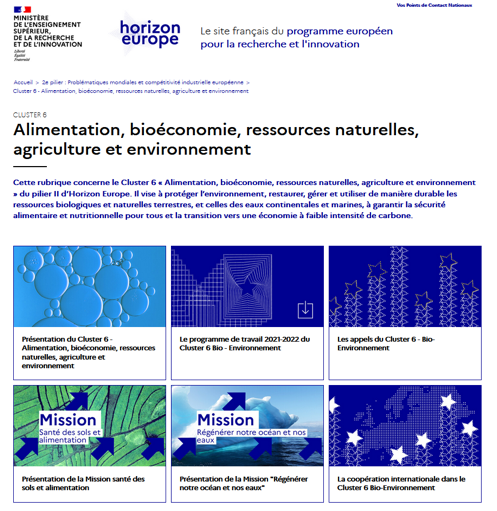 MINISTÈRE
DE L'ENSEIGNEMENT
SUPÉRIEUR,
DE LA RECHERCHE
ET DE L'INNOVATION
Liberté
Égalité
Fraternité
horizon
europe
Vos Points de Contact Nationaux
Le site français du programme européen
pour la recherche et l'innovation
Accueil > 2e pilier : Problématiques mondiales et compétitivité industrielle européenne >
Cluster 6 - Alimentation, bioéconomie, ressources naturelles, agriculture et environnement
CLUSTER 6
Alimentation, bioéconomie, ressources naturelles,
agriculture et environnement
Cette rubrique concerne le Cluster 6 « Alimentation, bioéconomie, ressources naturelles, agriculture et environnement
» du pilier II d'Horizon Europe. Il vise à protéger l'environnement, restaurer, gérer et utiliser de manière durable les
ressources biologiques et naturelles terrestres, et celles des eaux continentales et marines, à garantir la sécurité
alimentaire et nutritionnelle pour tous et la transition vers une économie à faible intensité de carbone.
Présentation du Cluster 6 -
Alimentation, bioéconomie, ressources
naturelles, agriculture et
environnement
Le programme de travail 2021-2022 du
Cluster 6 Bio - Environnement
Les appels du Cluster 6 - Bio-
Environnement
Mission
Santé des sols et
alimentation
Présentation de la Mission santé des
sols et alimentation
Mission
Régénérer notre océan et nos
eaux
Présentation de la Mission "Régénérer
notre océan et nos eaux"
La coopération internationale dans le
Cluster 6 Bio-Environnement